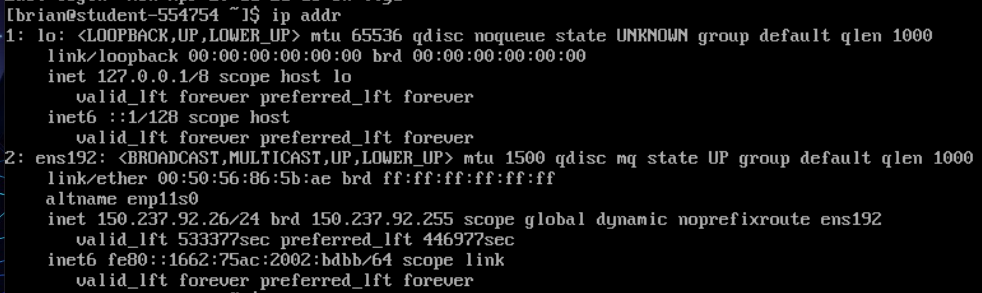 [brian@student-554754 ~]$ ip addr
1: lo: <LOOPBACK,UP,LOWER_UP> mtu 65536 qdisc noqueue state UNKNOWN group default qlen 1000
link/loopback 00:00:00:00:00:00 brd 00:00:00:00:00:00
inet 127.0.0.1/8 scope host lo
valid_lft forever preferred_lft forever
inet6 ::1/128 scope host
valid_lft forever preferred_lft forever
2: ens192: <BROADCAST,MULTICAST,UP,LOWER_UP> mtu 1500 qdisc mq state UP group default qlen 1000
link/ether 00:50:56:86:5b:ae brd ff:ff:ff:ff:ff:ff
altname enp11s0
inet 150.237.92.26/24 brd 150.237.92.255 scope global dynamic noprefixroute ens192
valid_lft 533377sec preferred_lft 446977sec
inet6 fe80::1662:75ac:2002:bdbb/64 scope link
valid_lft forever preferred_lft forever